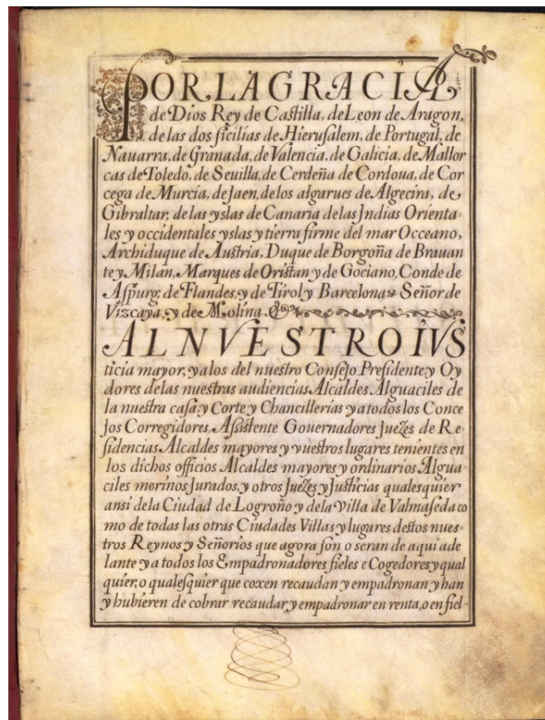 POR LA GRACIA
de Dios Rey de Castilla, de Leon de Aragon,
de las dos sicilias de Hierusalem, de Portugal, de
Nauarra, de Granada, de Valencia, de Galicia, de Mallor
cas de Toledo, de Seuilla, de Cerdeña de Cordoua, de Cor
cega de Murcia, de Jaen, de los algarues de Algecira, de
Gibraltar, de las yslas de Canaria de las Indias Orienta-
les y occidentales yslas y tierra firme del mar Occeano,
Archiduque de Austria, Duque de Borgoña de Brauan
te y Milan, Marques de Oristan y de Gociano, Conde de
Aspurg, de Flandes, y de Tirol y Barcelona Señor de
Vizcaya, y de Molina, &
AL NVESTRO IVS
ticia mayor, y a los del nuestro Consejo Presidente y Oy
dores de las nuestras audiencias Alcaldes, Alguaciles de
la nuestra casa y Corte y Chancillerias y a todos los Conce
jos Corregidores, Asistente Gouernadores Juezes de Re-
sidencias, Alcaldes mayores y vuestros lugares tenientes en
los dichos officios Alcaldes mayores y ordinarios Algua
ciles merinos Jurados, y otros Juezes y Justicias qualesquier
ansi de la Ciudad de Logroño y de la Villa de Valmaseda co
mo de todas las otras Ciudades Villas y lugares destos nues-
tros Reynos y Señorios que agora son o seran de aqui ade
lante y a todos los Empadronadores fieles e Cogedores y qual
quier, o qualesquier que coxen recaudan y empadronan y han
y hubieren de cobrar recaudar, y empadronar en renta, o en fiel-